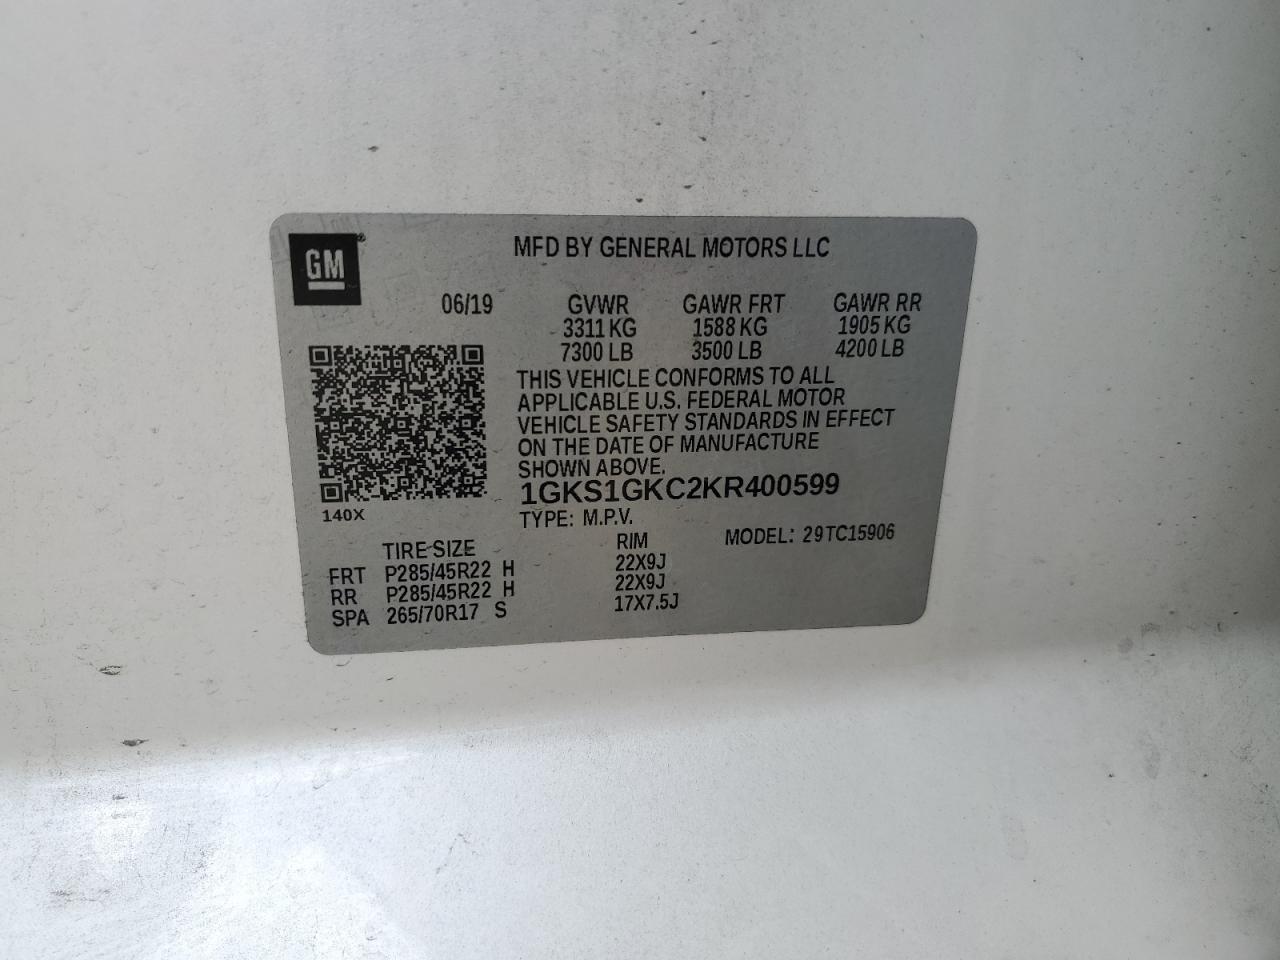 GM®
MFD BY GENERAL MOTORS LLC
06/19 GVWR GAWR FRT GAWR RR
3311 KG 1588 KG 1905 KG
7300 LB 3500 LB 4200 LB
THIS VEHICLE CONFORMS TO ALL
APPLICABLE U.S. FEDERAL MOTOR
VEHICLE SAFETY STANDARDS IN EFFECT
ON THE DATE OF MANUFACTURE
SHOWN ABOVE.
1GKS1GKC2KR400599
140X
TYPE: M.P.V. MODEL: 29TC15906
TIRE SIZE RIM
FRT P285/45R22 H 22X9J
RR P285/45R22 H 22X9J
SPA 265/70R17 S 17X7.5J